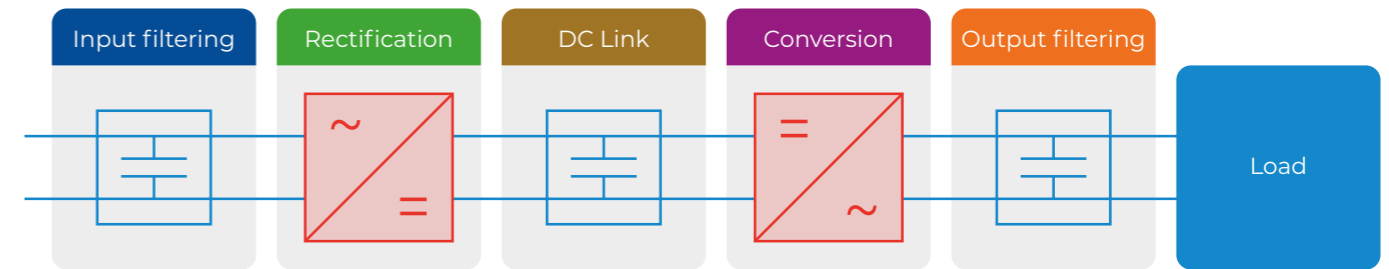 Input filtering
Rectification
DC Link
Conversion
Output filtering
~
=
=
~
Load